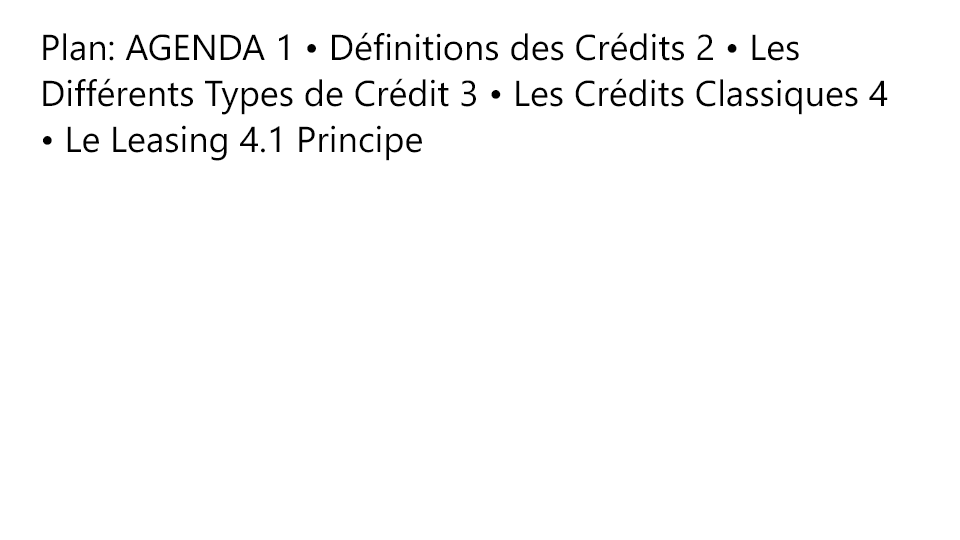 Plan: AGENDA 1 • Définitions des Crédits 2 • Les
Différents Types de Crédit 3 • Les Crédits Classiques 4
• Le Leasing 4.1 Principe